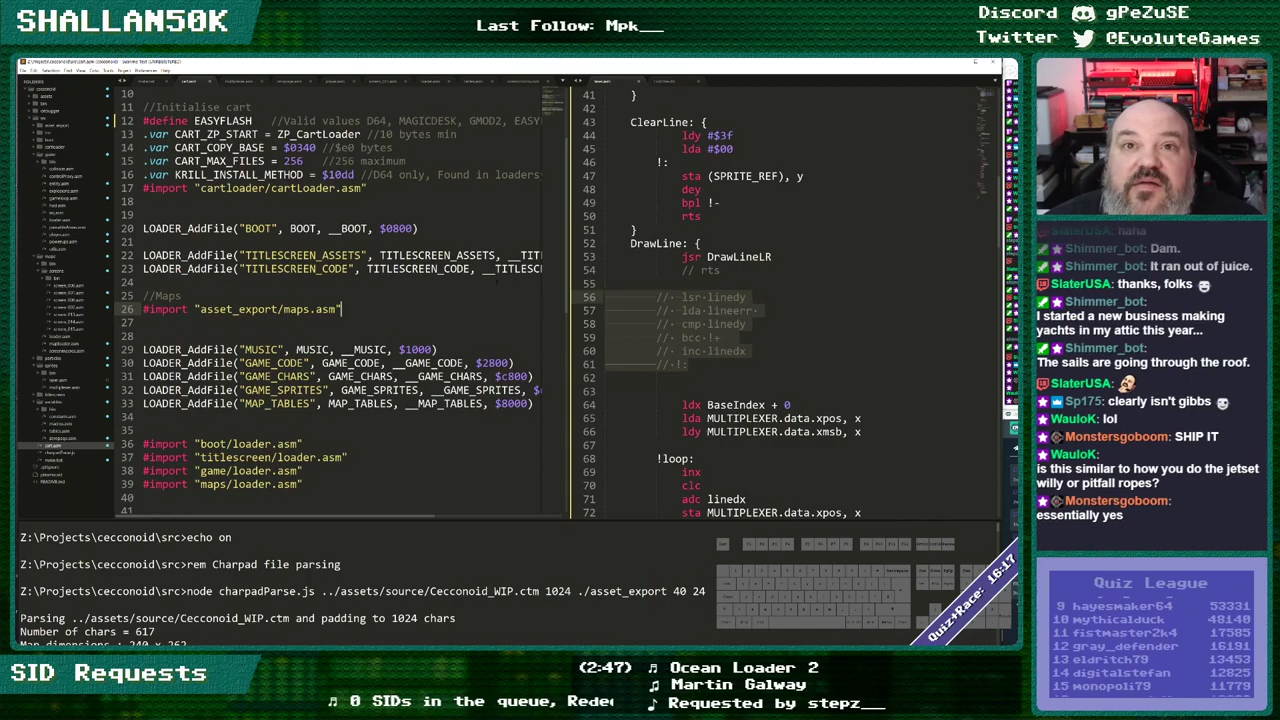 SHALLAN50K
Last Follow: Mpk__
Discord gPeZuSE
Twitter @EvoluteGames
10
11 //Initialise cart
12 #define EASYFLASH //Valid values D64, MAGICDESK, GMOD2, EASY
13 .var CART_ZP_START = ZP_CartLoader //10 bytes min
14 .var CART_COPY_BASE = $0340 //$e0 bytes
15 .var CART_MAX_FILES = 256 //256 maximum
16 .var KRILL_INSTALL_METHOD = $10dd //D64 only, Found in loaders
17 #import "cartloader/cartLoader.asm"
18
19
20 LOADER_AddFile("BOOT", BOOT, __BOOT, $0800)
21
22 LOADER_AddFile("TITLESCREEN_ASSETS", TITLESCREEN_ASSETS, __TIT
23 LOADER_AddFile("TITLESCREEN_CODE", TITLESCREEN_CODE, __TITLESC
24
25 //Maps
26 #import "asset_export/maps.asm"
27
28
29 LOADER_AddFile("MUSIC", MUSIC, __MUSIC, $1000)
30 LOADER_AddFile("GAME_CODE", GAME_CODE, __GAME_CODE, $2800)
31 LOADER_AddFile("GAME_CHARS", GAME_CHARS, __GAME_CHARS, $c800)
32 LOADER_AddFile("GAME_SPRITES", GAME_SPRITES, __GAME_SPRITES, $
33 LOADER_AddFile("MAP_TABLES", MAP_TABLES, __MAP_TABLES, $8000)
34
35
36 #import "boot/loader.asm"
37 #import "titlescreen/loader.asm"
38 #import "game/loader.asm"
39 #import "maps/loader.asm"
40
41
41 }
42
43 ClearLine: {
44 ldy #$3f
45 lda #$00
46 !:
47 sta (SPRITE_REF), y
48 dey
49 bpl !-
50 rts
51 }
52 DrawLine: {
53 jsr DrawLineLR
54 // rts
55
56 // lsr linedy
57 // lda lineerr
58 // cmp linedy
59 // bcc !+
60 // inc linedx
61 // !:
62
64 ldx BaseIndex + 0
65 lda MULTIPLEXER.data.xpos, x
66 ldy MULTIPLEXER.data.xmsb, x
67
68 !loop:
69 inx
70 clc
71 adc linedx
72 sta MULTIPLEXER.data.xpos, x
Z:\Projects\cecconoid\src>echo on
Z:\Projects\cecconoid\src>rem Charpad file parsing
Z:\Projects\cecconoid\src>node charpadParse.js ../assets/source/Cecconoid_WIP.ctm 1024 ./asset_export 40 24
Parsing ../assets/source/Cecconoid_WIP.ctm and padding to 1024 chars
Number of chars = 617
Map dimensions : 240 x 262
Quiz+Race: 16:17
SlaterUSA: haha
Shimmer_bot: Dam.
Shimmer_bot: It ran out of juice.
SlaterUSA: thanks, folks
Shimmer_bot:
I started a new business making
yachts in my attic this year...
Shimmer_bot:
The sails are going through the roof.
SlaterUSA:
Sp175: clearly isn't gibbs
WauloK: lol
Monstersgoboom: SHIP IT
WauloK:
is this similar to how you do the jetset
willy or pitfall ropes?
Monstersgoboom:
essentially yes
Quiz League
9 hayesmaker64 53331
10 mythicalduck 48140
11 fistmaster2k4 17585
12 gray_defender 16191
13 eldritch79 13453
14 digitalstefan 12825
15 monopoli79 11779
SID Requests
(2:47) Ocean Loader 2
Martin Galway
SIDs in the queue. Rede
Requested by stepz__